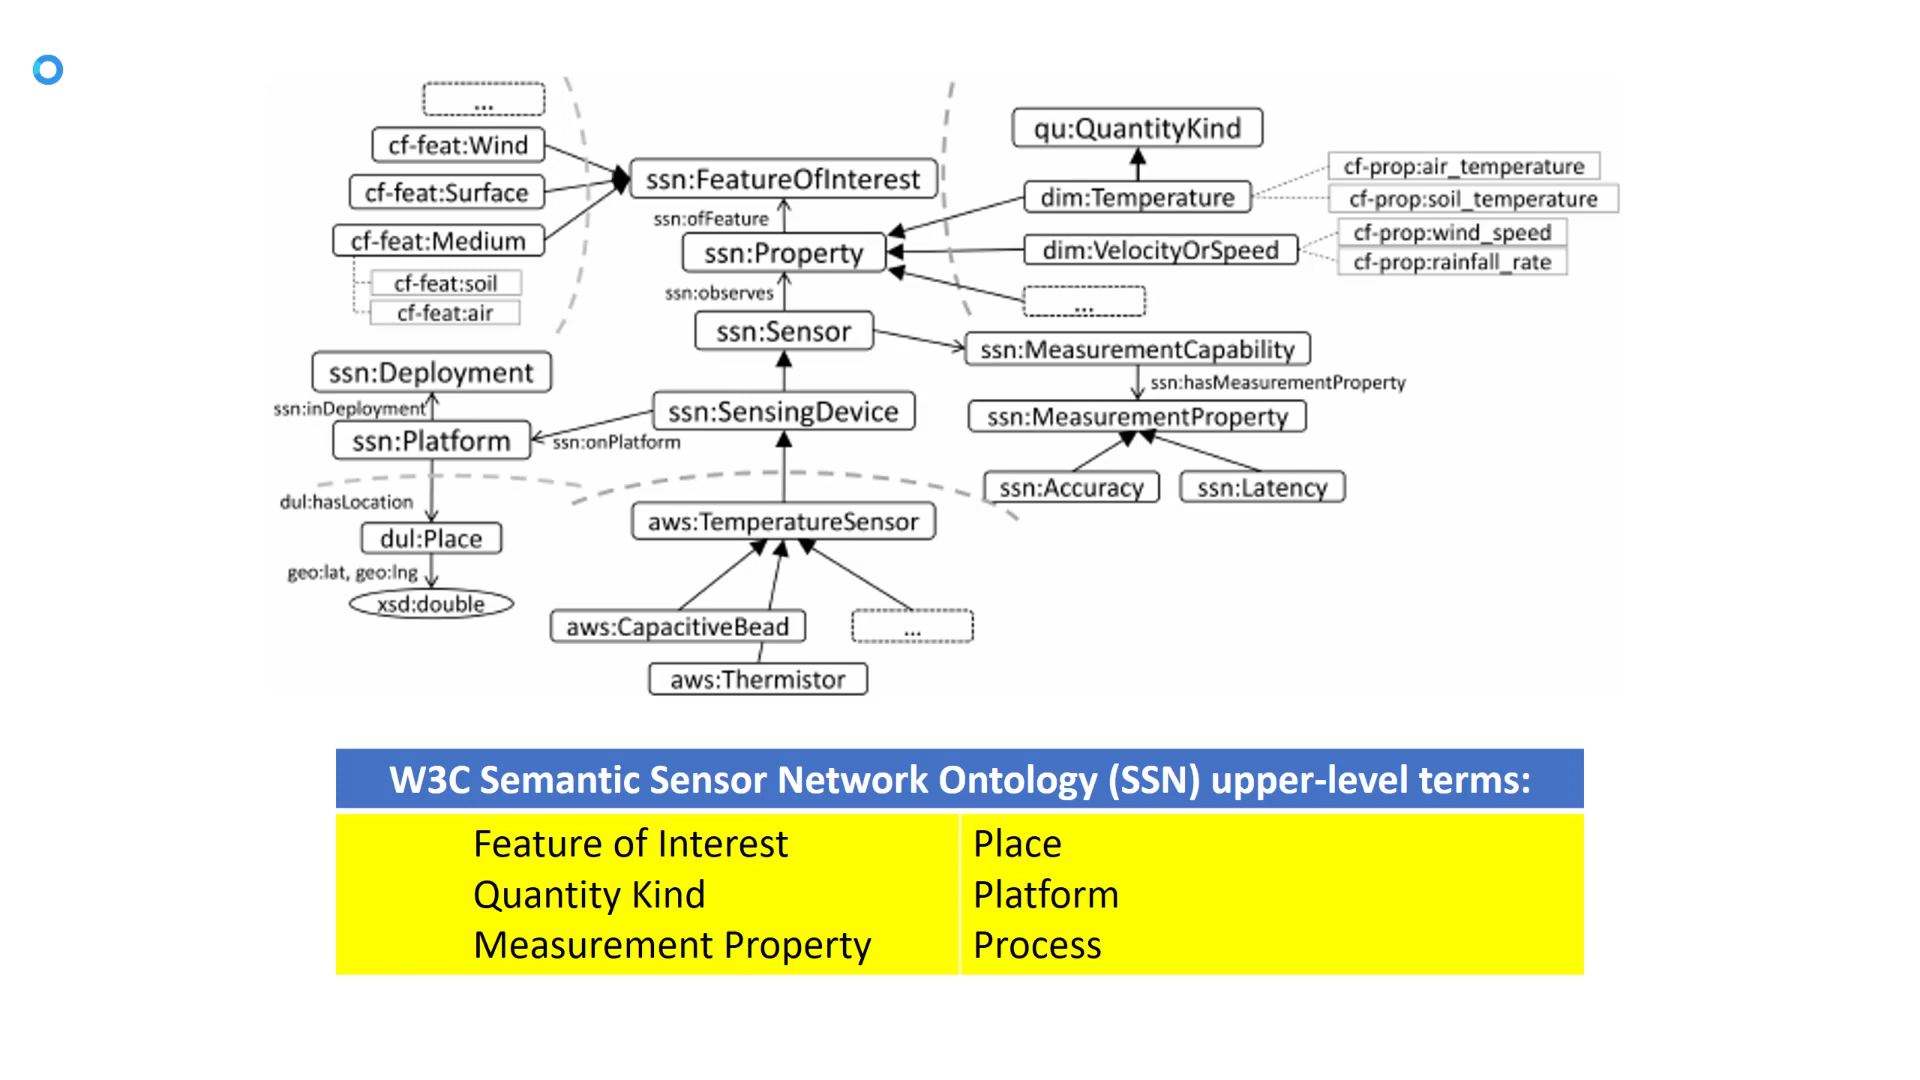 ...
cf-feat:Wind
cf-feat:Surface
cf-feat:Medium
cf-feat:soil
cf-feat:air
ssn:FeatureOfInterest
ssn:ofFeature
ssn:Property
ssn:observes
ssn:Sensor
qu:QuantityKind
dim:Temperature
cf-prop:air_temperature
cf-prop:soil_temperature
dim:VelocityOrSpeed
cf-prop:wind_speed
cf-prop:rainfall_rate
...
ssn:MeasurementCapability
ssn:hasMeasurementProperty
ssn:MeasurementProperty
ssn:Accuracy
ssn:Latency
ssn:Deployment
ssn:inDeployment
ssn:Platform
ssn:onPlatform
ssn:SensingDevice
dul:hasLocation
dul:Place
geo:lat, geo:lng
xsd:double
aws:TemperatureSensor
aws:CapacitiveBead
...
aws:Thermistor
W3C Semantic Sensor Network Ontology (SSN) upper-level terms:
Feature of Interest
Quantity Kind
Measurement Property
Place
Platform
Process